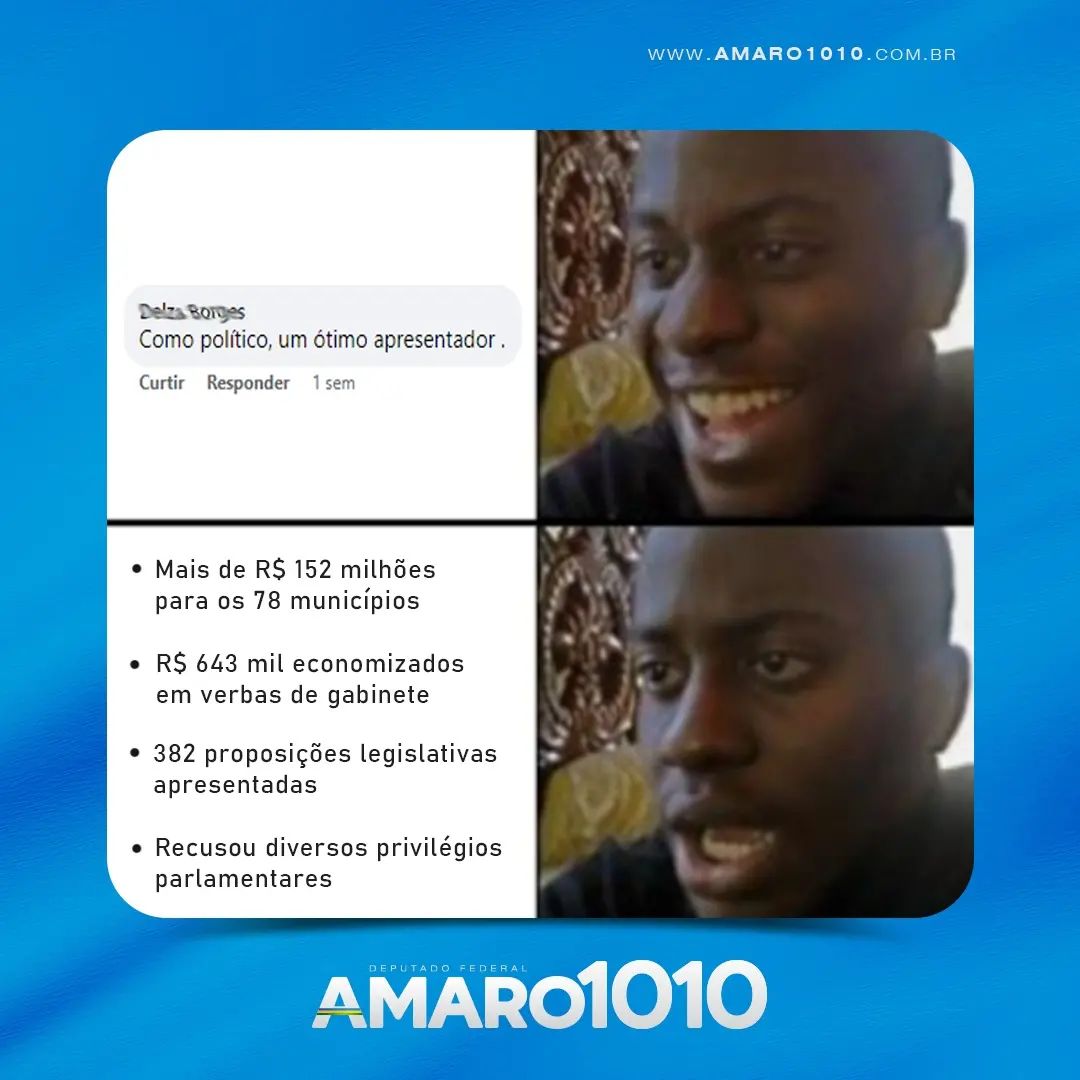 WWW.AMARO1010.COM.BR
Delza Borges
Como político, um ótimo apresentador .
Curtir Responder 1 sem
• Mais de R$ 152 milhões
para os 78 municípios
• R$ 643 mil economizados
em verbas de gabinete
• 382 proposições legislativas
apresentadas
• Recusou diversos privilégios
parlamentares
DEPUTADO FEDERAL
AMARO1010